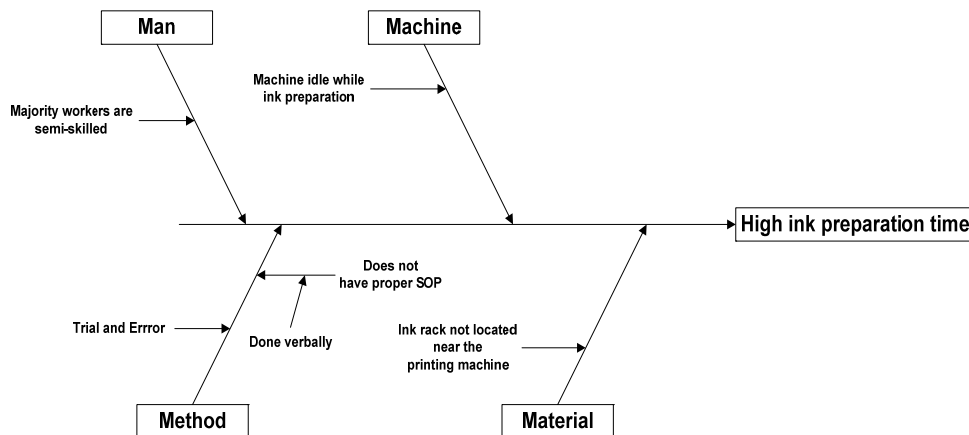 Man
Machine
Machine idle while
ink preparation
Majority workers are
semi-skilled
High ink preparation time
Does not
have proper SOP
Trial and Errror
Done verbally
Ink rack not located
near the
printing machine
Method
Material